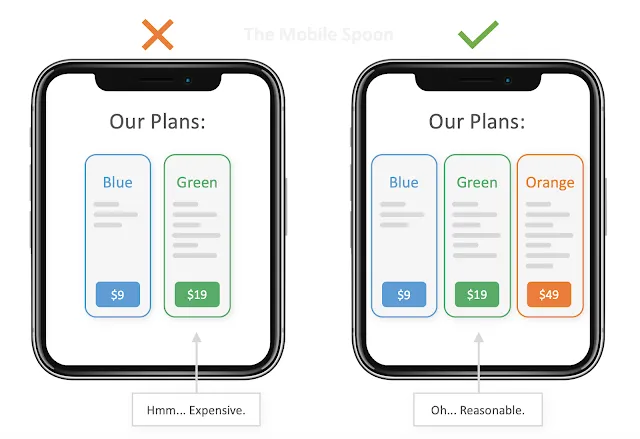 The Mobile Spoon
Our Plans:
Blue
Green
$9
$19
Hmm... Expensive.
Our Plans:
Blue
Green
Orange
$9
$19
$49
Oh... Reasonable.